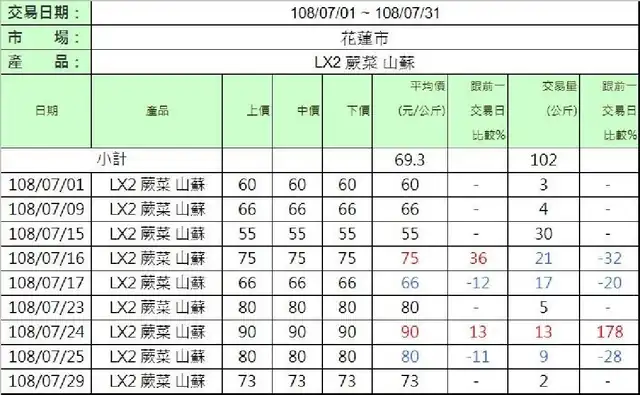 交易日期： 108/07/01 ~ 108/07/31
市 場： 花蓮市
產 品： LX2 蕨菜 山蘇
日期 產品 上價 中價 下價 平均價(元/公斤) 跟前一交易日比較% 交易量(公斤) 跟前一交易日比較%
小計 69.3 102
108/07/01 LX2 蕨菜 山蘇 60 60 60 60 - 3 -
108/07/09 LX2 蕨菜 山蘇 66 66 66 66 - 4 -
108/07/15 LX2 蕨菜 山蘇 55 55 55 55 - 30 -
108/07/16 LX2 蕨菜 山蘇 75 75 75 75 36 21 -32
108/07/17 LX2 蕨菜 山蘇 66 66 66 66 -12 17 -20
108/07/23 LX2 蕨菜 山蘇 80 80 80 80 - 5 -
108/07/24 LX2 蕨菜 山蘇 90 90 90 90 13 13 178
108/07/25 LX2 蕨菜 山蘇 80 80 80 80 -11 9 -28
108/07/29 LX2 蕨菜 山蘇 73 73 73 73 - 2 -